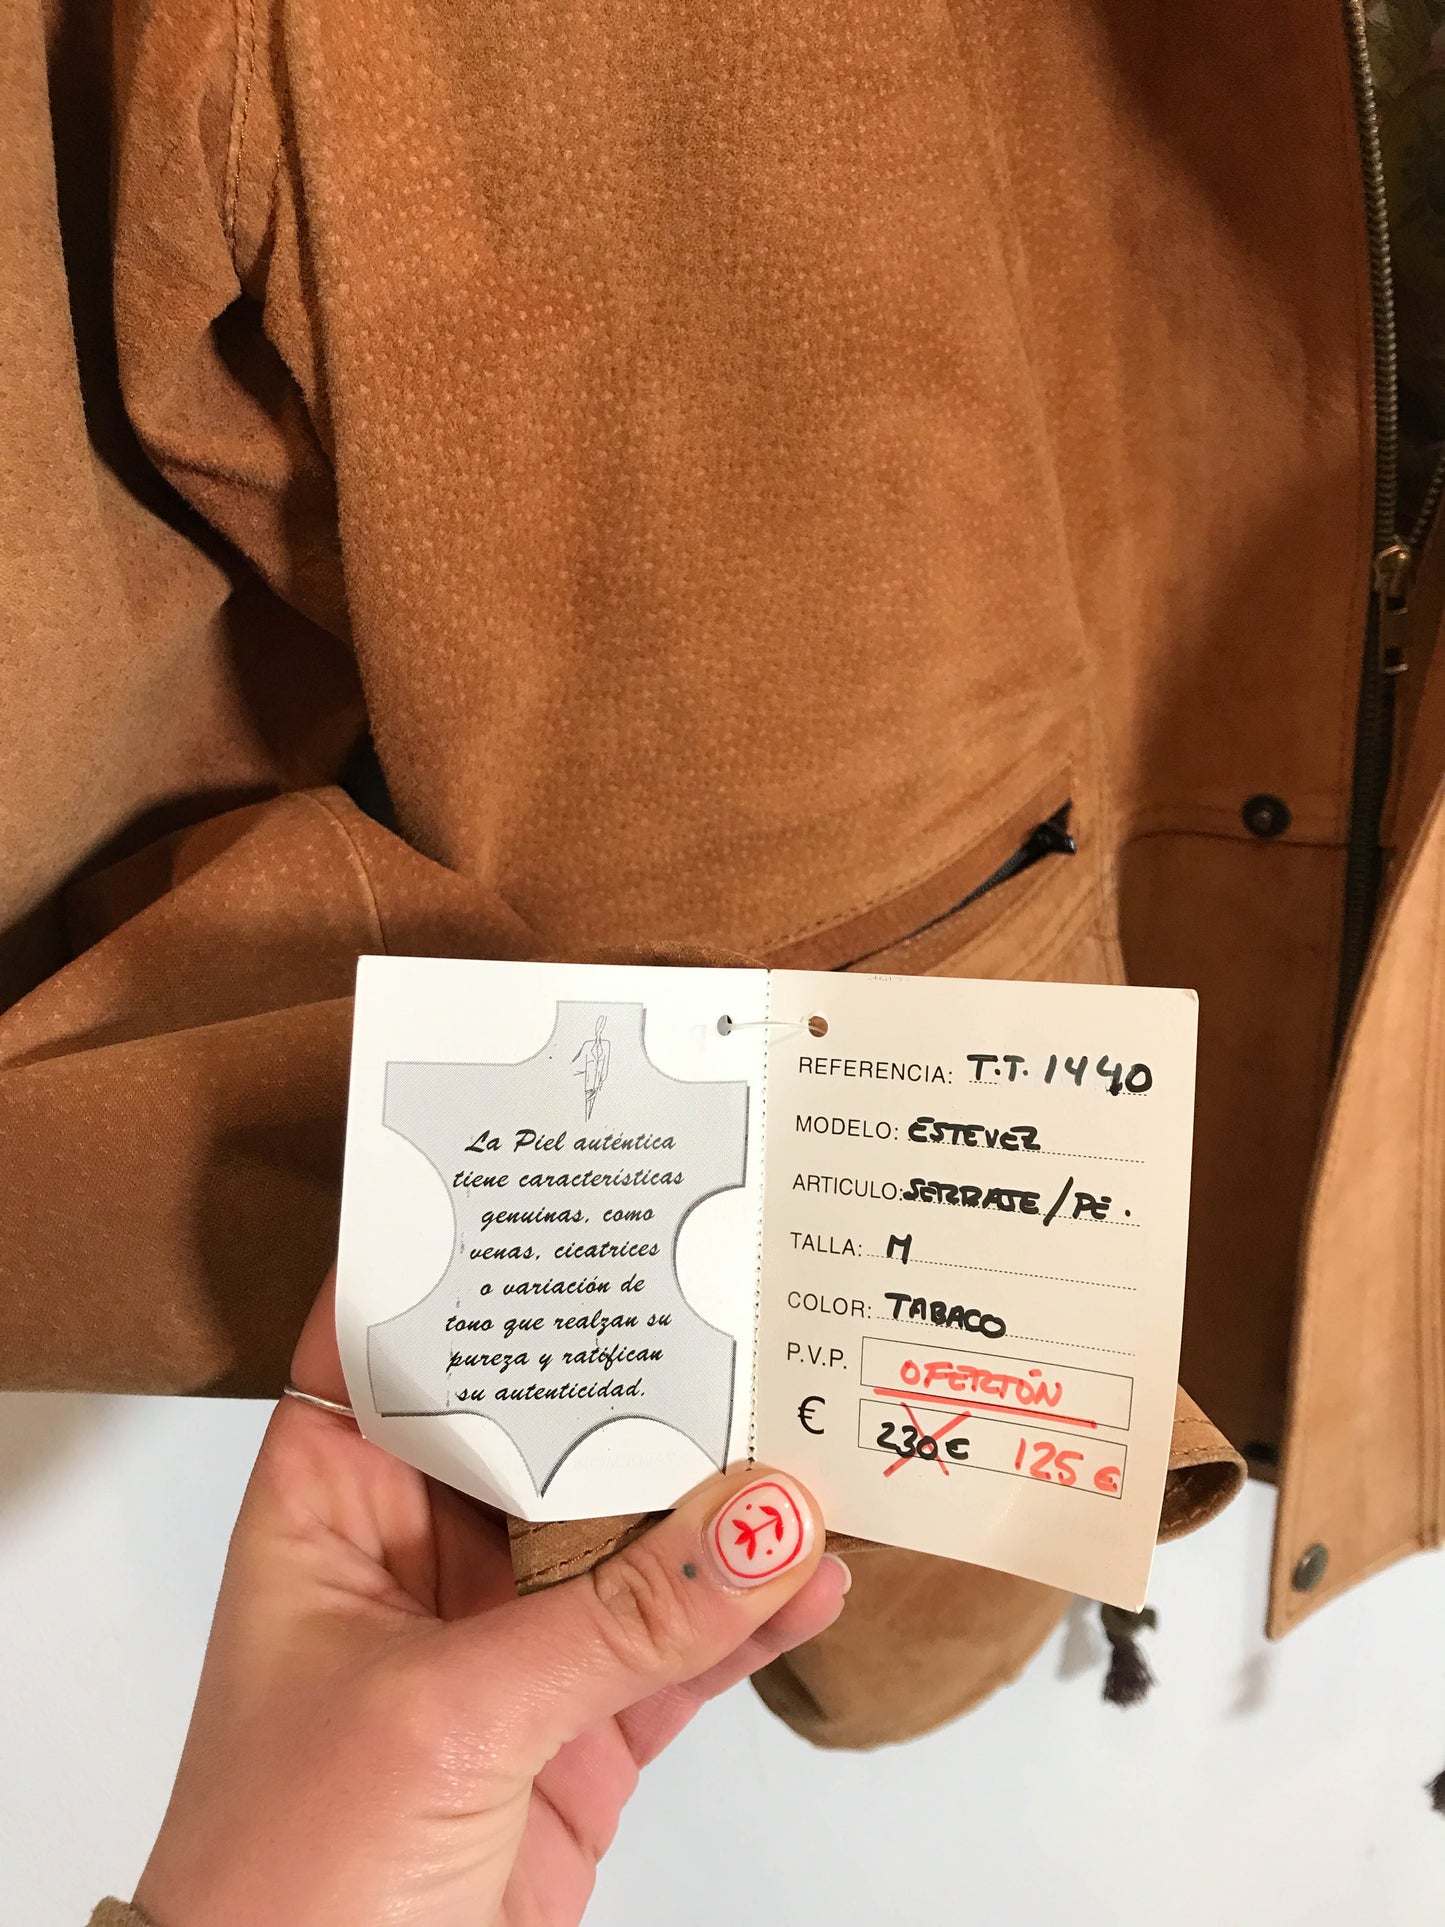 La Piel auténtica
tiene características
genuinas, como
venas, cicatrices
o variación de
tono que realzan su
pureza y ratifican
su autenticidad.
REFERENCIA: T.T. 1440
MODELO: ESTEVEZ
ARTICULO: SERRAJE/PE.
TALLA: M
COLOR: TABACO
P.V.P. OFERTÓN
€ 230€ 125 €